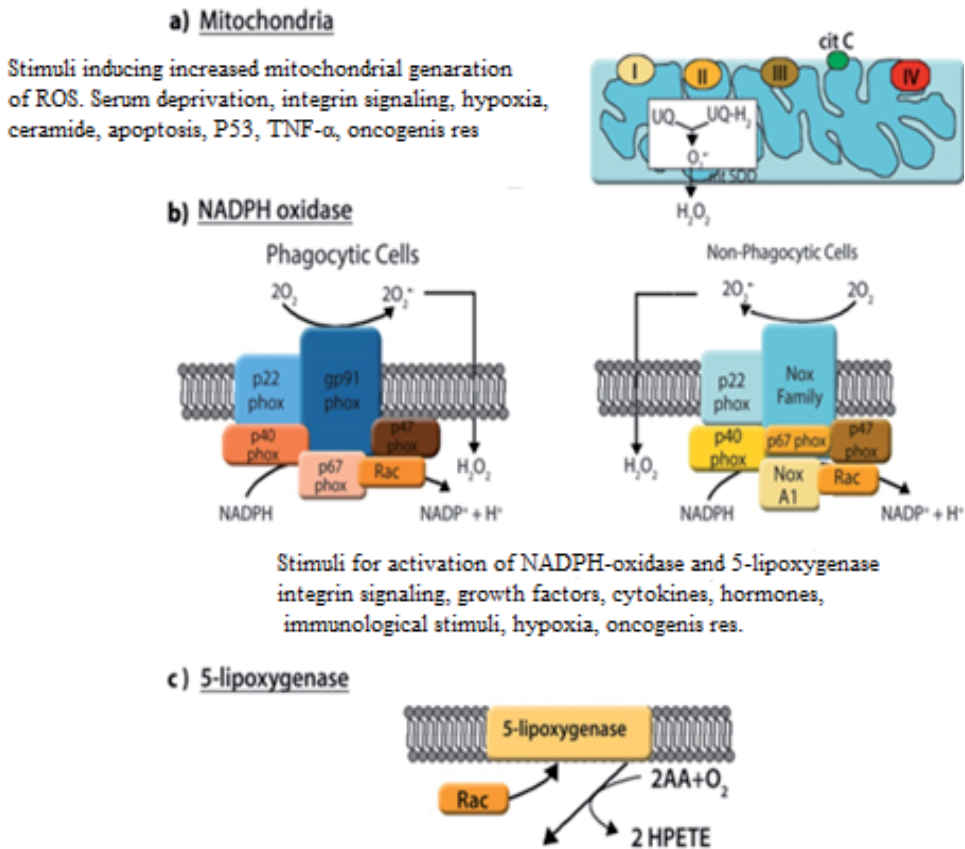 a) Mitochondria
Stimuli inducing increased mitochondrial genaration
of ROS. Serum deprivation, integrin signaling, hypoxia,
ceramide, apoptosis, P53, TNF-α, oncogenis res
cit C
I
II
III
IV
UQ
UQ-H₂
O₂•⁻
mt SOD
H₂O₂
b) NADPH oxidase
Phagocytic Cells
2O₂
2O₂•⁻
p22
phox
gp91
phox
p40
phox
p47
phox
p67
phox
Rac
H₂O₂
NADPH
NADP⁺ + H⁺
Non-Phagocytic Cells
2O₂•⁻
2O₂
p22
phox
Nox
Family
p40
phox
p67 phox
p47
phox
Nox
A1
Rac
H₂O₂
NADPH
NADP⁺ + H⁺
Stimuli for activation of NADPH-oxidase and 5-lipoxygenase
integrin signaling, growth factors, cytokines, hormones,
immunological stimuli, hypoxia, oncogenis res.
c) 5-lipoxygenase
5-lipoxygenase
Rac
2AA+O₂
2 HPETE